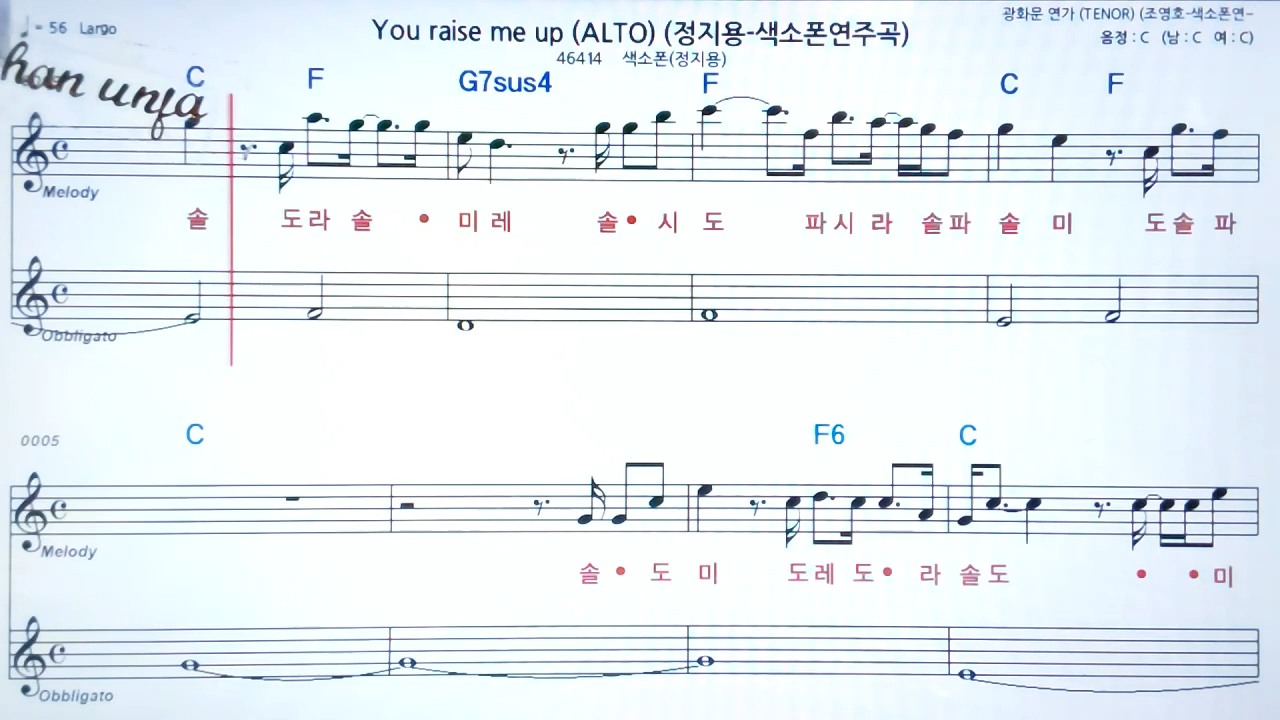 ♩= 56 Largo
You raise me up (ALTO) (정지용-색소폰연주곡)
광화문 연가 (TENOR) (조영호-색소폰연-
46414 색소폰(정지용)
음정 : C (남 : C 여 : C)
han unja
C F G7sus4 F C F
Melody
솔 도 라 솔 • 미 레 솔 • 시 도 파 시 라 솔 파 솔 미 도 솔 파
Obbligato
0005
C F6 C
Melody
솔 • 도 미 도 레 도 • 라 솔 도 • • 미
Obbligato